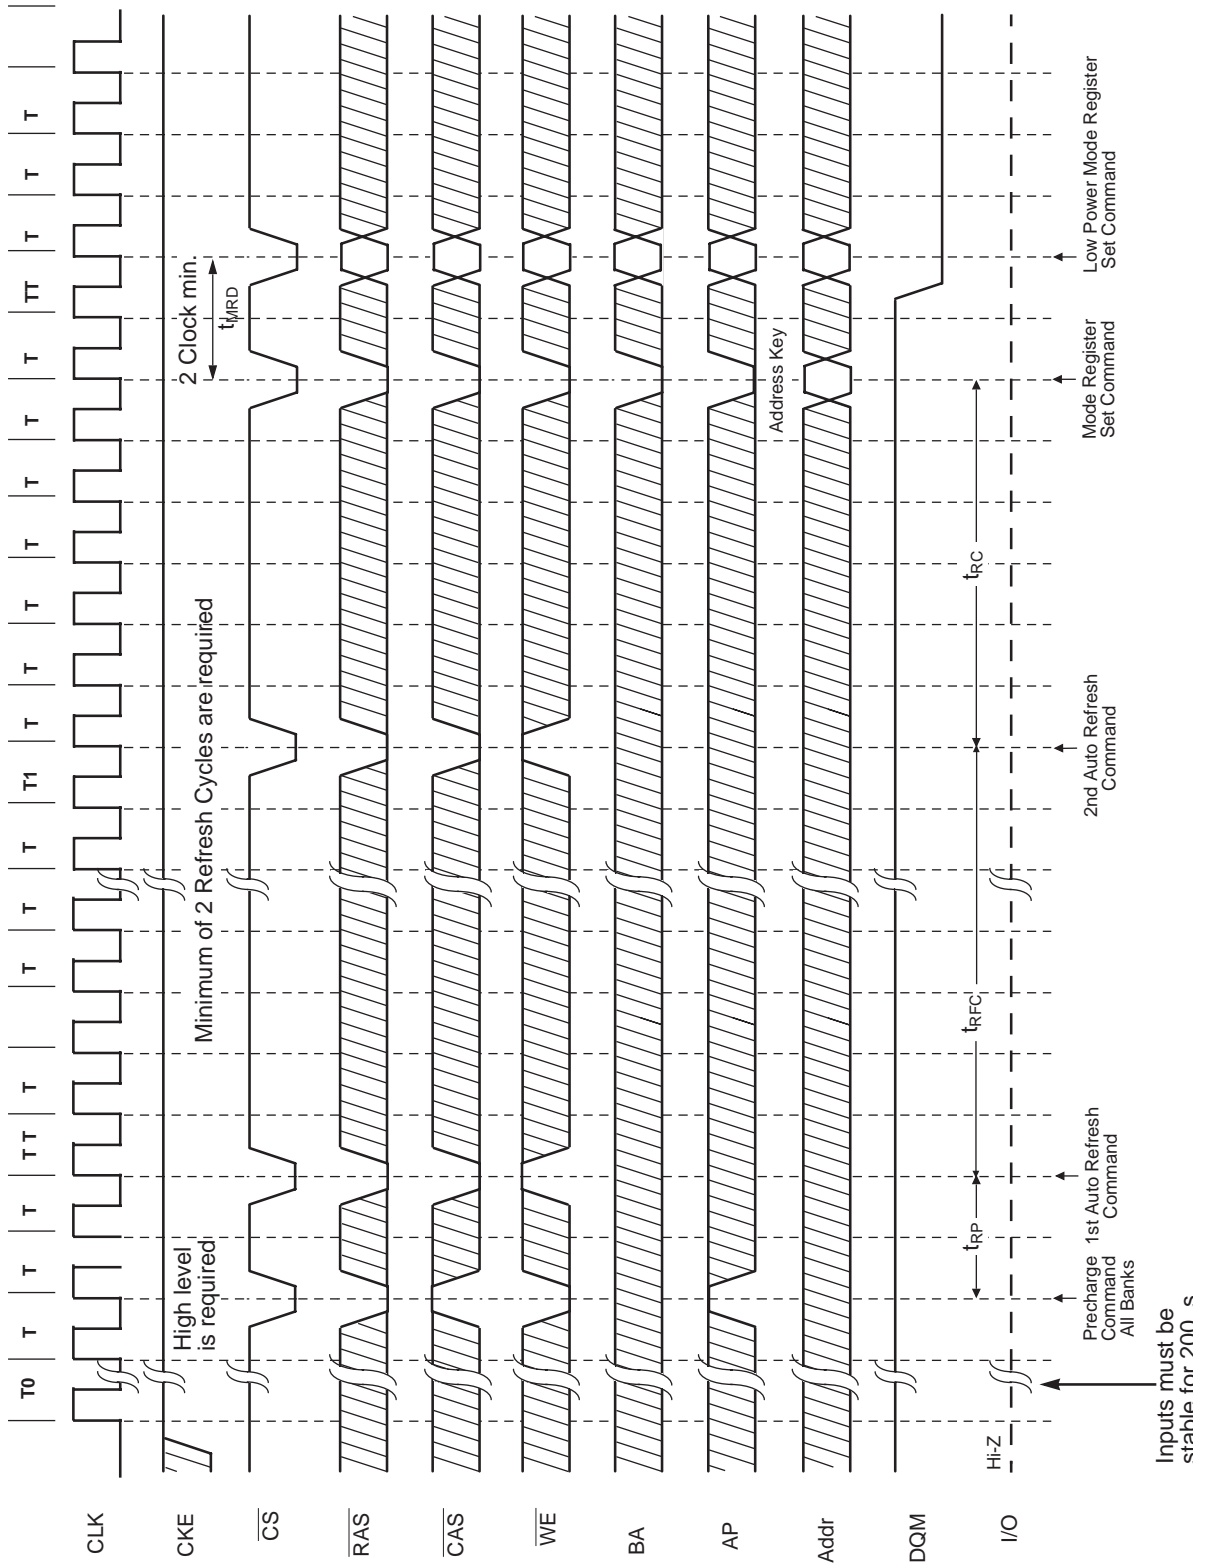 T0 T T T T T T T T T T1 T T T T T T T TT T T T
CLK
CKE
High level
is required
Minimum of 2 Refresh Cycles are required
2 Clock min.
tMRD
CS
RAS
CAS
WE
BA
AP
Address Key
Addr
DQM
tRP
tRFC
tRC
I/O
Hi-Z
Precharge
Command
All Banks
1st Auto Refresh
Command
2nd Auto Refresh
Command
Mode Register
Set Command
Low Power Mode Register
Set Command
Inputs must be
stable for 200 s